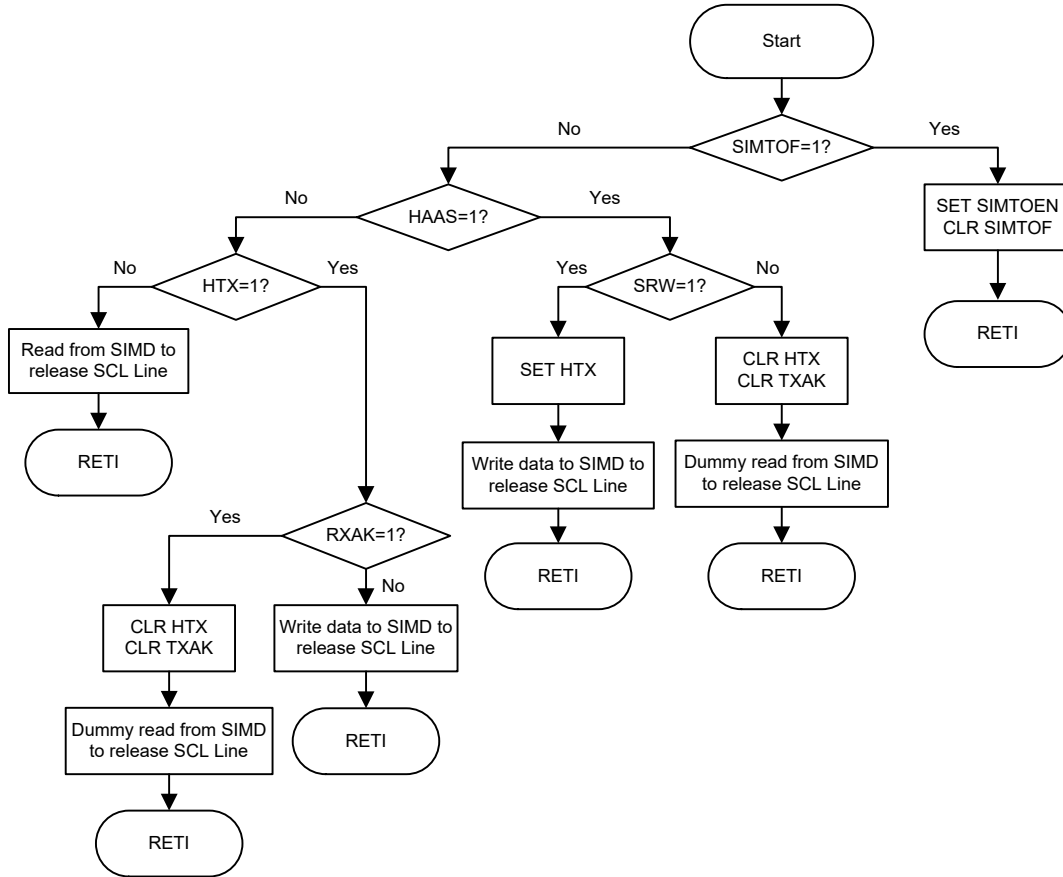 Start
No
Yes
SIMTOF=1?
No
Yes
HAAS=1?
SET SIMTOEN
CLR SIMTOF
No
Yes
Yes
No
HTX=1?
SRW=1?
RETI
Read from SIMD to
release SCL Line
SET HTX
CLR HTX
CLR TXAK
RETI
Write data to SIMD to
release SCL Line
Dummy read from SIMD
to release SCL Line
Yes
RXAK=1?
No
RETI
RETI
CLR HTX
CLR TXAK
Write data to SIMD to
release SCL Line
Dummy read from SIMD
to release SCL Line
RETI
RETI